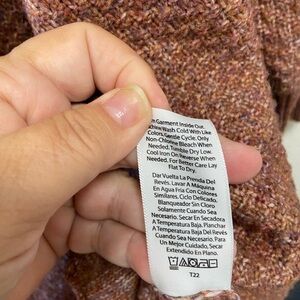 Garment Inside Out.
Wash Cold With Like
Colors, Gentle Cycle, Only
Non-Chlorine Bleach When
Needed. Tumble Dry Low.
Cool Iron On Reverse When
Needed. For Better Care Lay
Flat To Dry.
Dar Vuelta La Prenda Del
Revés. Lavar A Máquina
En Agua Fría Con Colores
Similares. Ciclo Delicado.
Blanqueador Sin Cloro
Solamente Cuando Sea
Necesario. Secar En Secadora
A Temperatura Baja. Planchar
A Temperatura Baja Del Revés
Cuando Sea Necesario. Para
Un Mejor Cuidado, Secar
Extendido En Plano.
T22